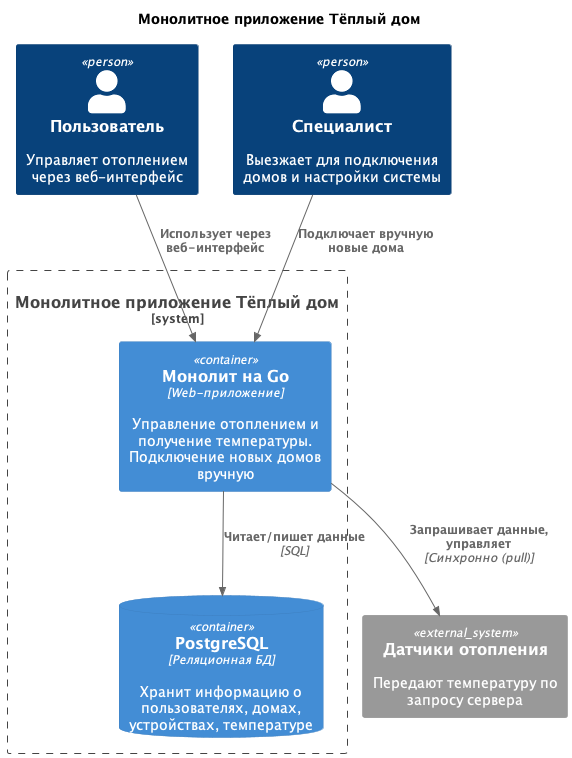 Монолитное приложение Тёплый дом
«person»
Пользователь
Управляет отоплением
через веб-интерфейс
«person»
Специалист
Выезжает для подключения
домов и настройки системы
Использует через
веб-интерфейс
Подключает вручную
новые дома
Монолитное приложение Тёплый дом
[system]
«container»
Монолит на Go
[Web-приложение]
Управление отоплением и
получение температуры.
Подключение новых домов
вручную
Читает/пишет данные
[SQL]
Запрашивает данные,
управляет
[Синхронно (pull)]
«container»
PostgreSQL
[Реляционная БД]
Хранит информацию о
пользователях, домах,
устройствах, температуре
«external_system»
Датчики отопления
Передают температуру по
запросу сервера